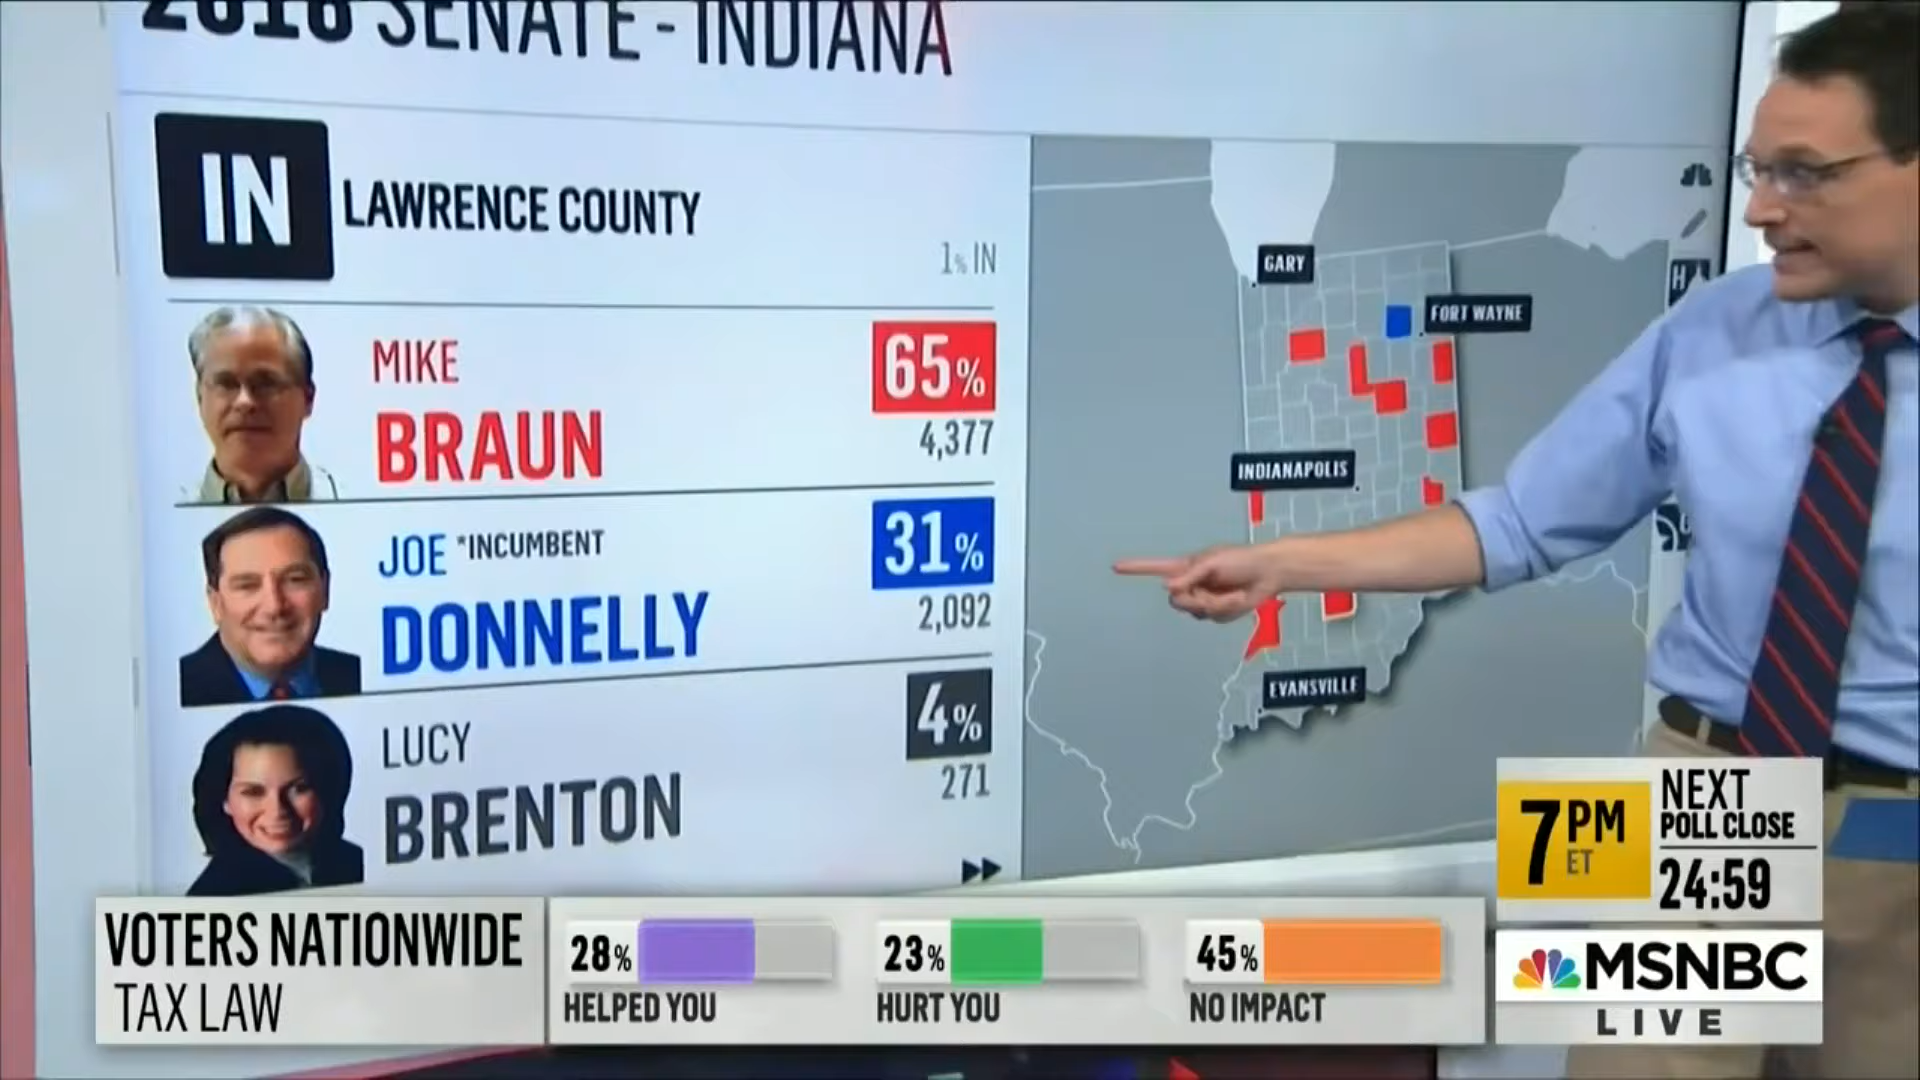 2018 SENATE - INDIANA
IN
LAWRENCE COUNTY
1% IN
MIKE
BRAUN
65%
4,377
JOE *INCUMBENT
DONNELLY
31%
2,092
LUCY
BRENTON
4%
271
GARY
FORT WAYNE
INDIANAPOLIS
EVANSVILLE
H
7PM
ET
NEXT
POLL CLOSE
24:59
VOTERS NATIONWIDE
TAX LAW
28%
HELPED YOU
23%
HURT YOU
45%
NO IMPACT
MSNBC
LIVE